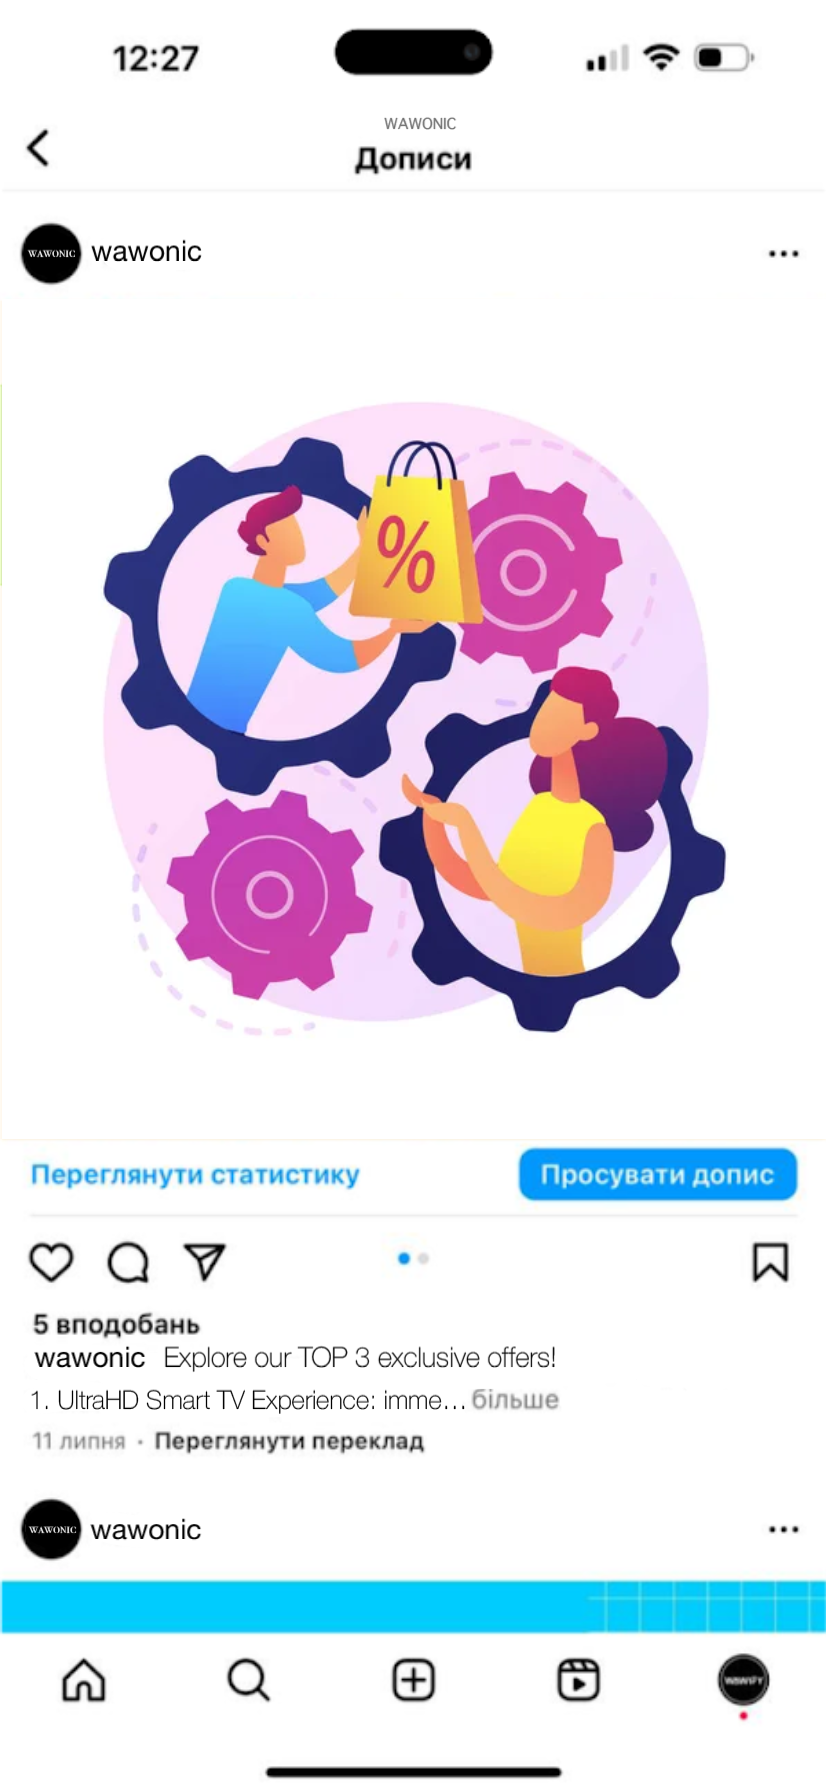 12:27
WAWONIC
Дописи
WAWONIC wawonic
%
Переглянути статистику
Просувати допис
5 вподобань
wawonic Explore our TOP 3 exclusive offers!
1. UltraHD Smart TV Experience: imme... більше
11 липня · Переглянути переклад
WAWONIC wawonic